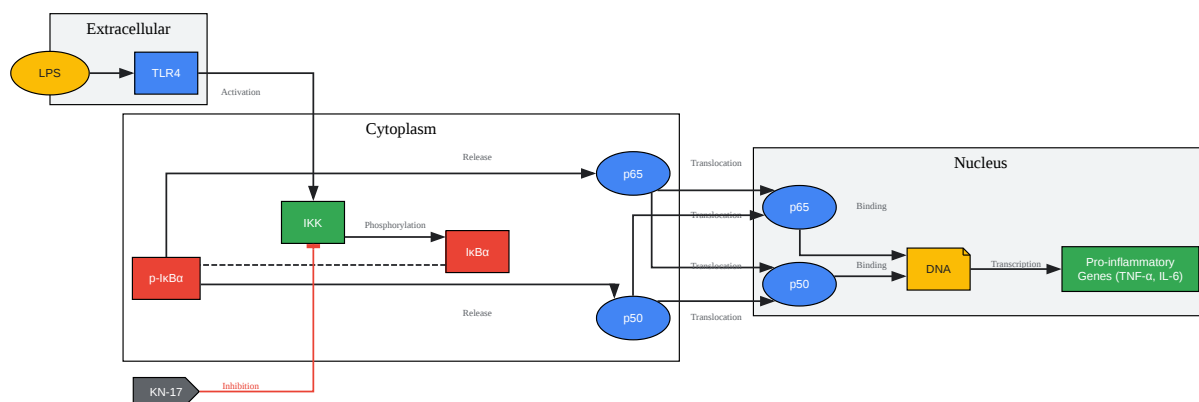 Extracellular
LPS
TLR4
Activation
Cytoplasm
Release
p65
Translocation
Nucleus
IKK
Phosphorylation
IκBα
p-IκBα
Release
p50
Translocation
Translocation
Translocation
p65
Binding
p50
Binding
DNA
Transcription
Pro-inflammatory
Genes (TNF-α, IL-6)
KN-17
Inhibition